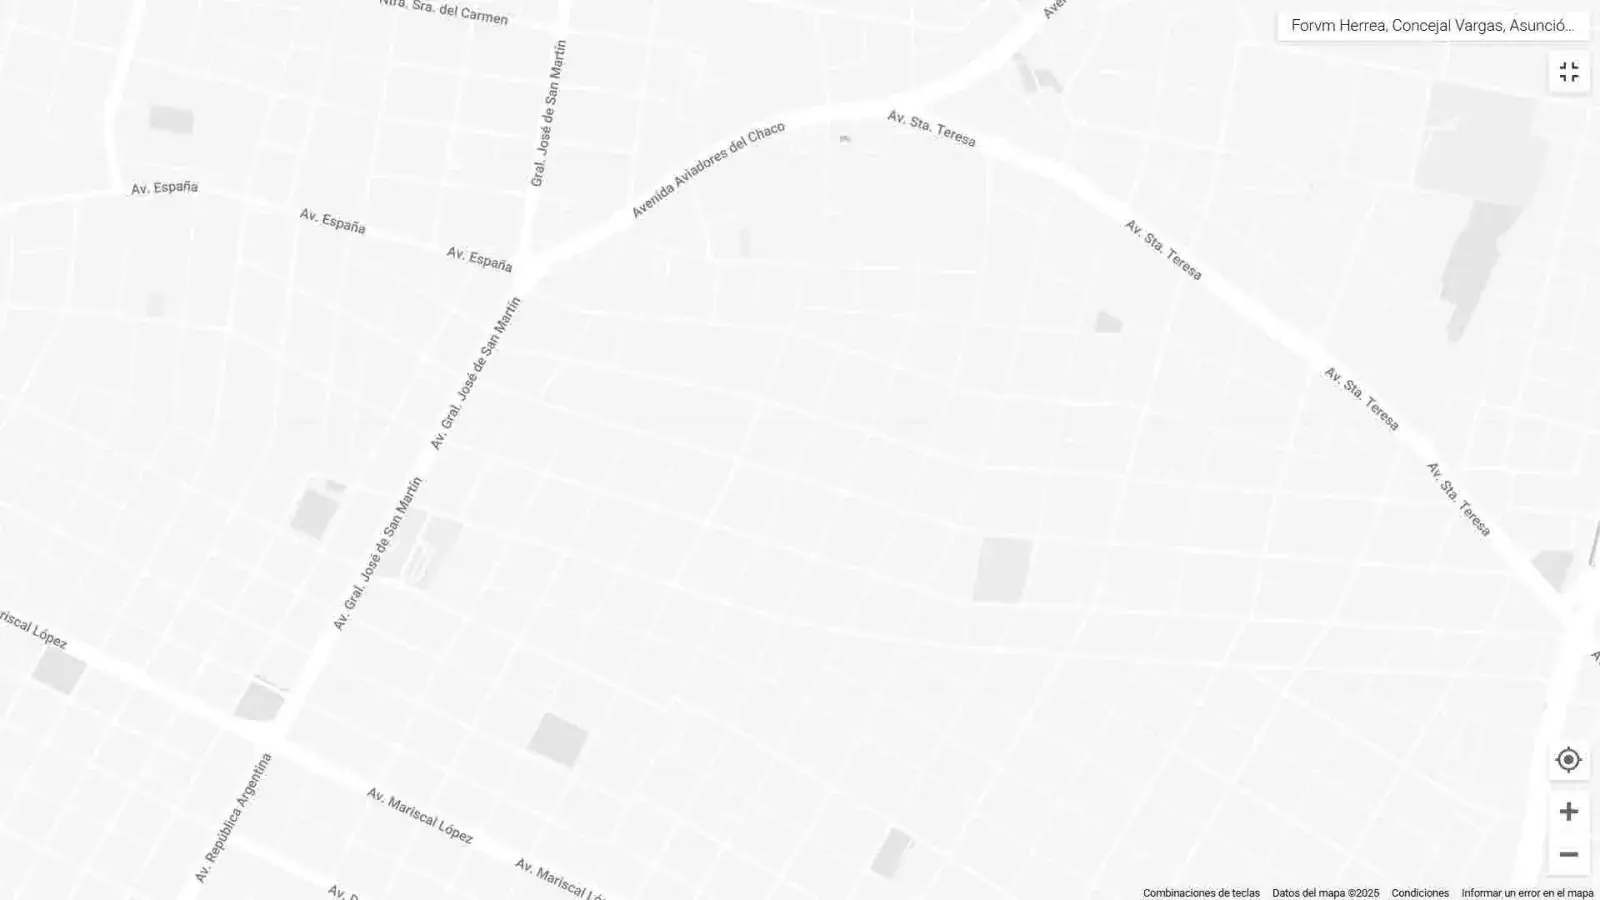 Ntra. Sra. del Carmen
Forvm Herrea, Concejal Vargas, Asunció...
Gral. José de San Martín
Av. Sta. Teresa
Avenida Aviadores del Chaco
Av. España
Av. España
Av. España
Av. Sta. Teresa
Av. Gral. José de San Martín
Av. Sta. Teresa
Av. Sta. Teresa
Av. Gral. José de San Martín
riscal López
Av. República Argentina
Av. Mariscal López
Av. Mariscal Ló
Combinaciones de teclas Datos del mapa ©2025 Condiciones Informar un error en el mapa